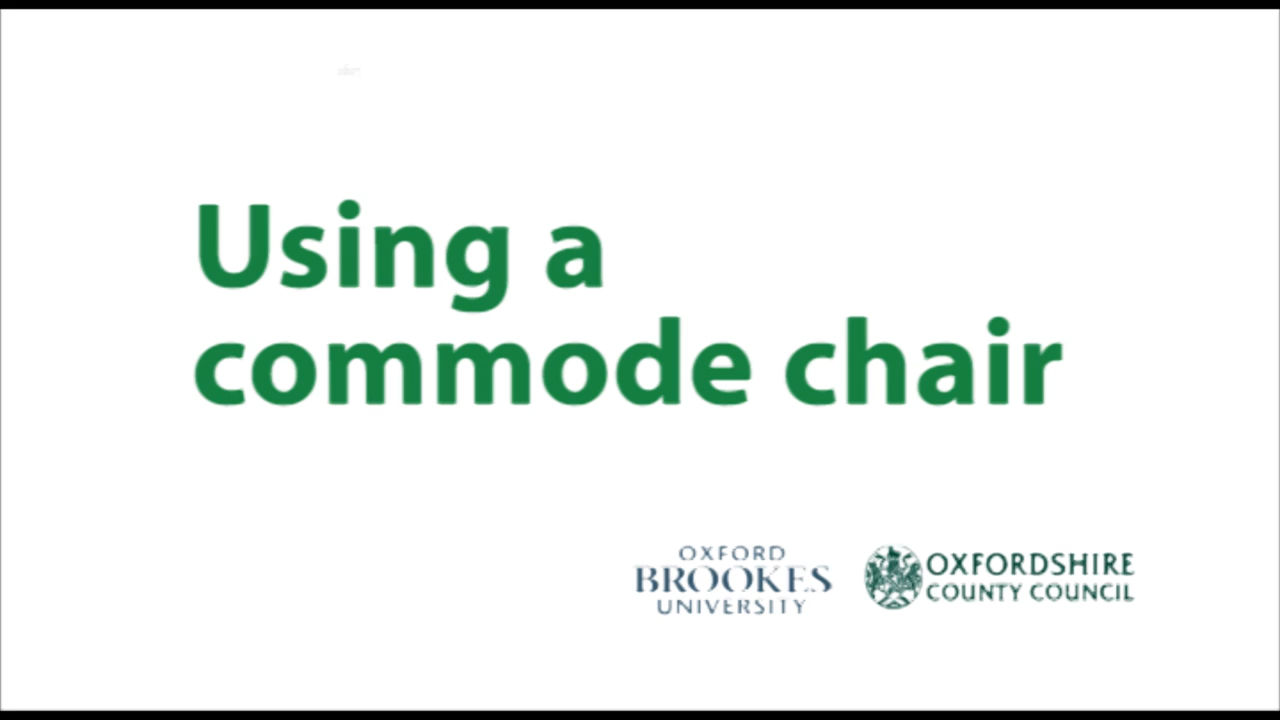 Using a
commode chair
OXFORD
BROOKES
UNIVERSITY
OXFORDSHIRE
COUNTY COUNCIL